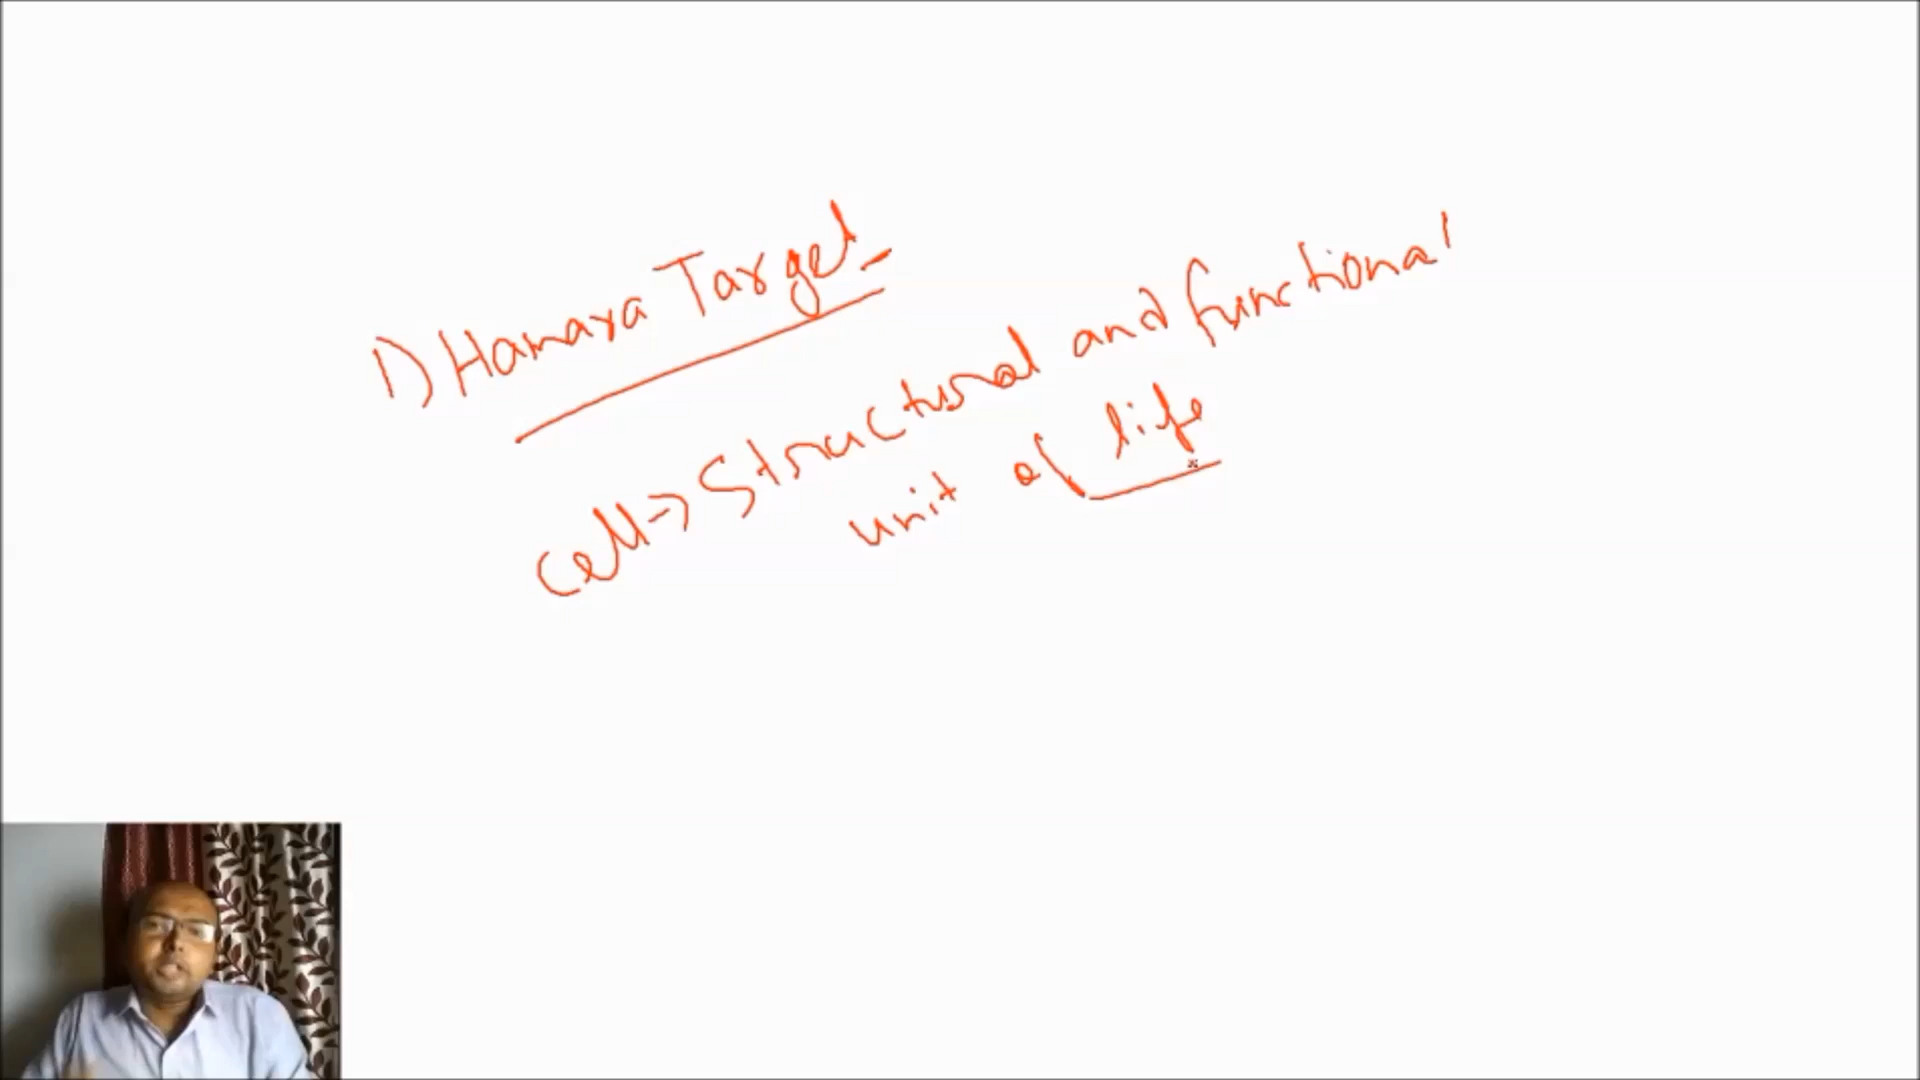 1) Hamara Target -
Cell → Structural and functional
unit of life